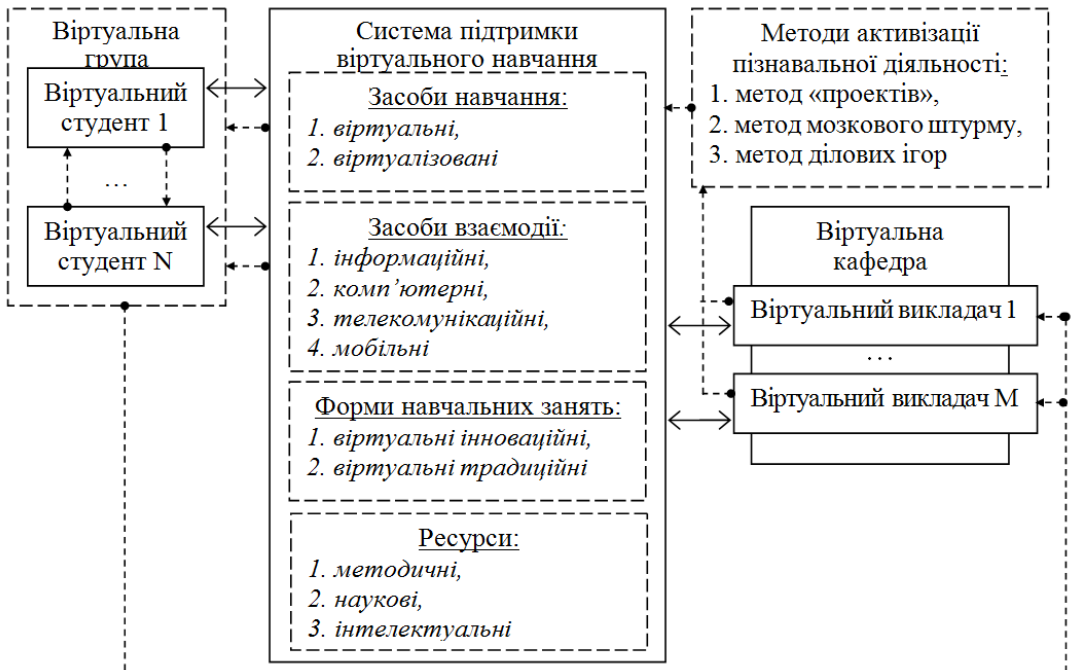 Віртуальна
група
Віртуальний
студент 1
…
Віртуальний
студент N
Система підтримки
віртуального навчання
Засоби навчання:
1. віртуальні,
2. віртуалізовані
Засоби взаємодії:
1. інформаційні,
2. комп’ютерні,
3. телекомунікаційні,
4. мобільні
Форми навчальних занять:
1. віртуальні інноваційні,
2. віртуальні традиційні
Ресурси:
1. методичні,
2. наукові,
3. інтелектуальні
Методи активізації
пізнавальної діяльності:
1. метод «проектів»,
2. метод мозкового штурму,
3. метод ділових ігор
Віртуальна
кафедра
Віртуальний викладач 1
…
Віртуальний викладач М